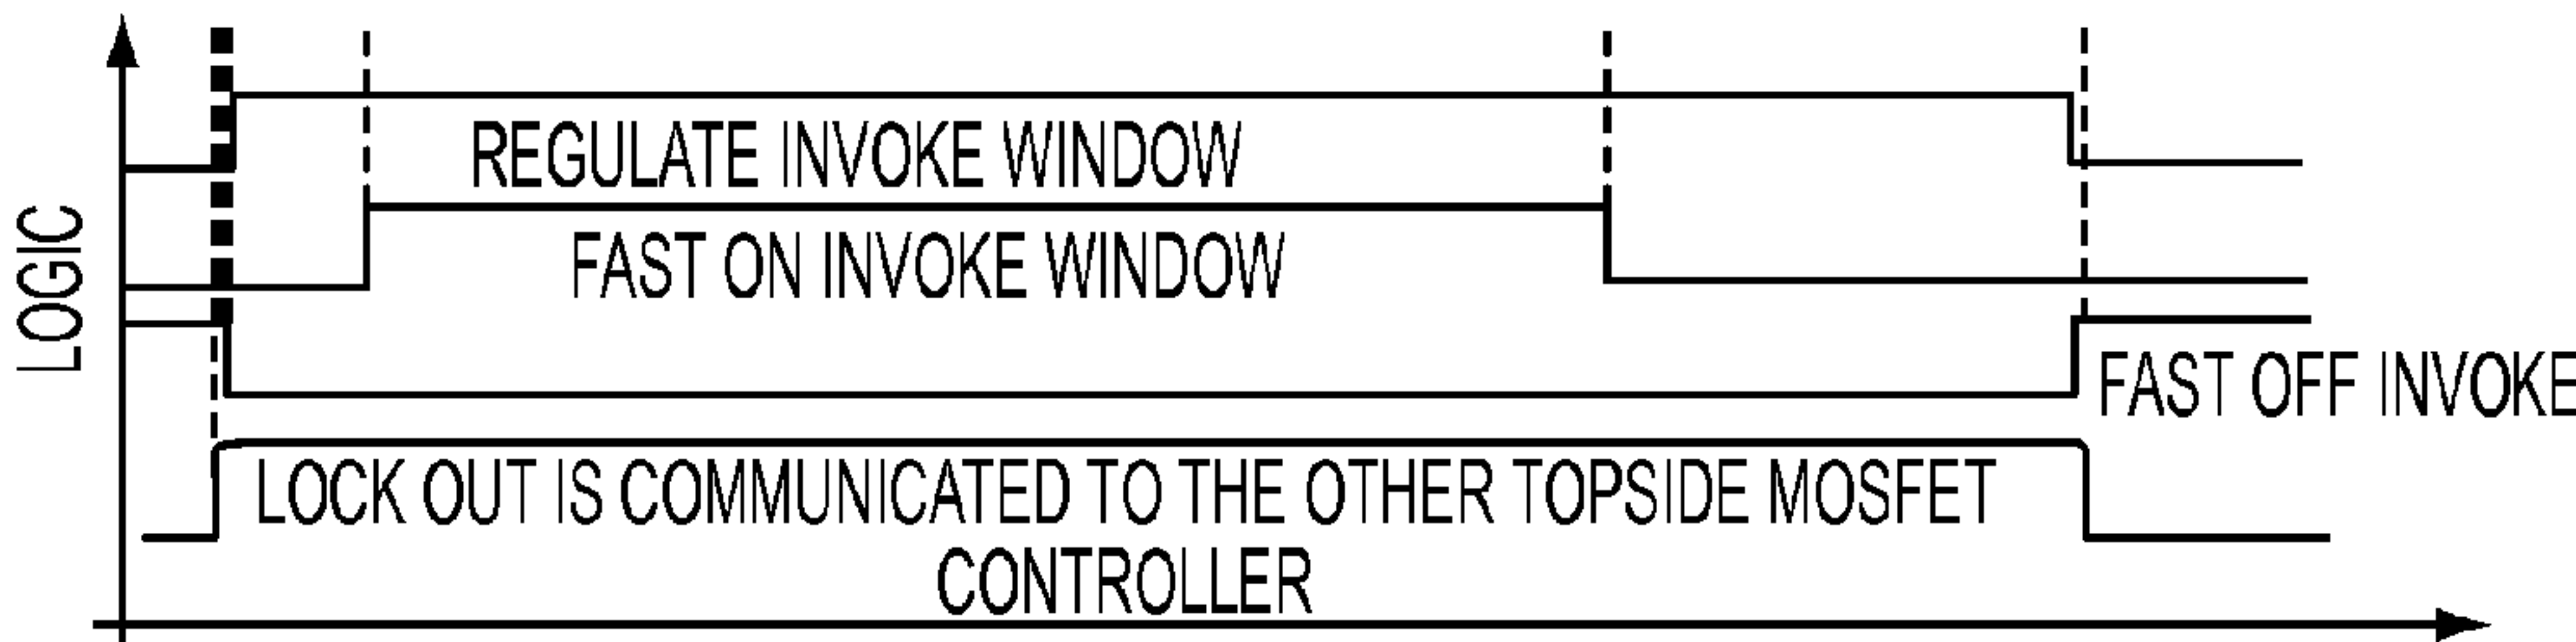 LOGIC
REGULATE INVOKE WINDOW
FAST ON INVOKE WINDOW
FAST OFF INVOKE
LOCK OUT IS COMMUNICATED TO THE OTHER TOPSIDE MOSFET
CONTROLLER